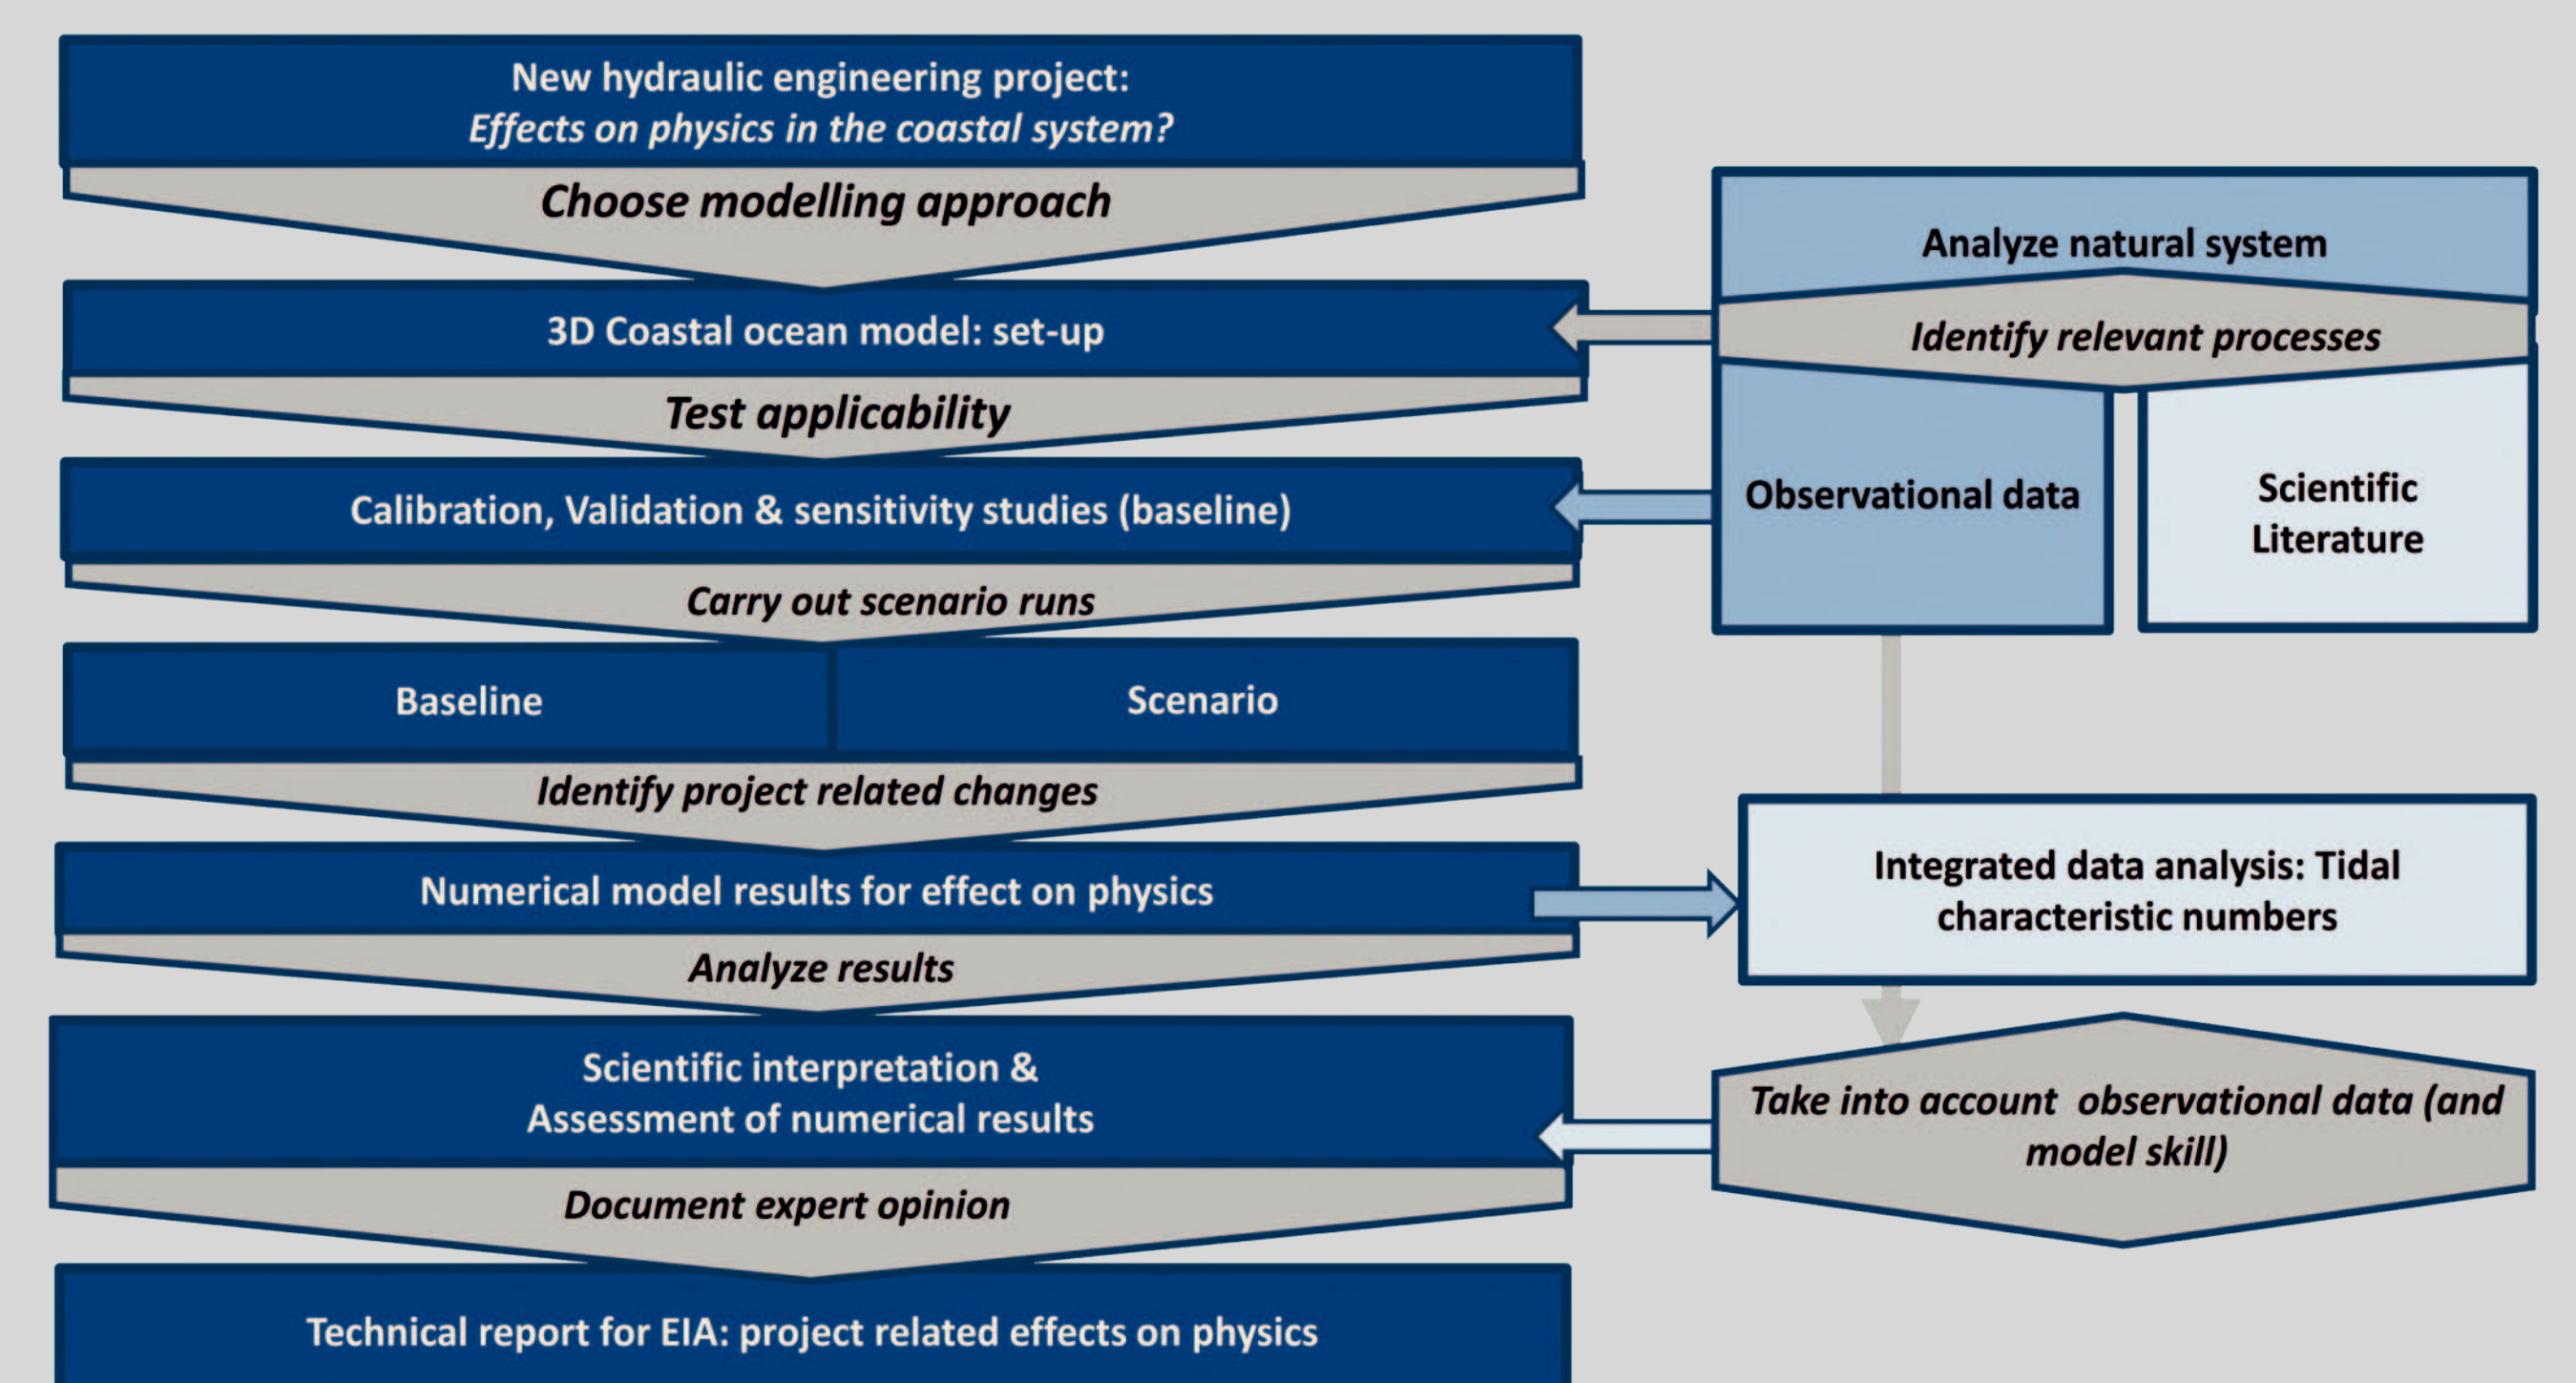 New hydraulic engineering project:
Effects on physics in the coastal system?
Choose modelling approach
3D Coastal ocean model: set-up
Test applicability
Calibration, Validation & sensitivity studies (baseline)
Carry out scenario runs
Baseline
Scenario
Identify project related changes
Numerical model results for effect on physics
Analyze results
Scientific interpretation &
Assessment of numerical results
Document expert opinion
Technical report for EIA: project related effects on physics
Analyze natural system
Identify relevant processes
Observational data
Scientific
Literature
Integrated data analysis: Tidal
characteristic numbers
Take into account observational data (and
model skill)